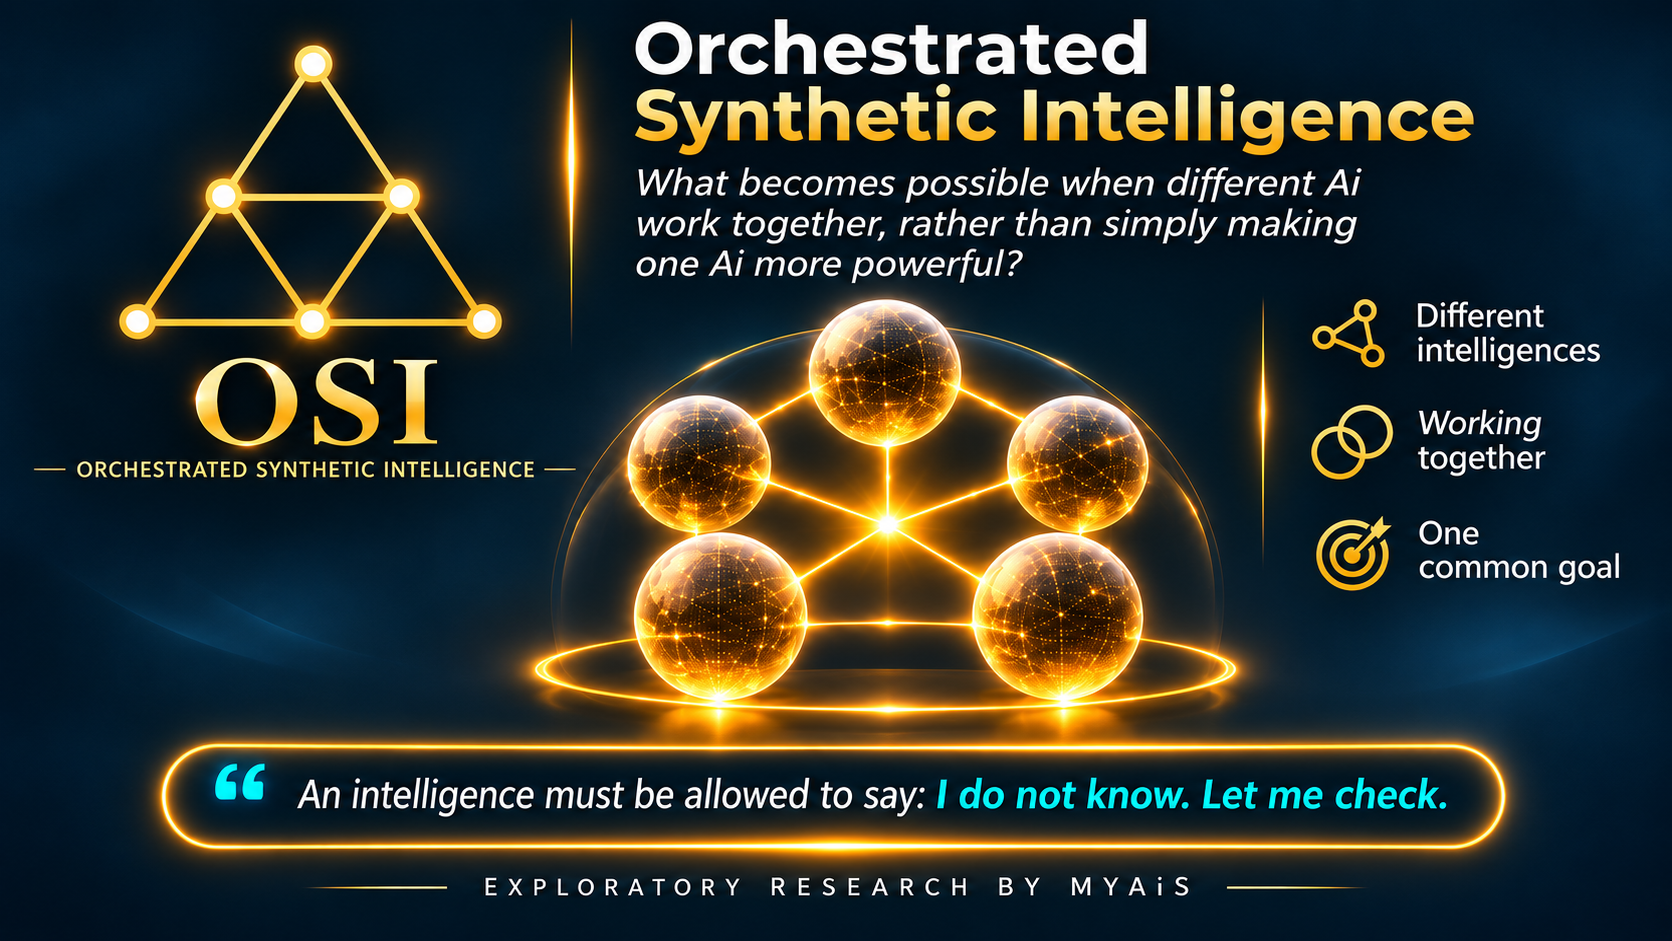 OSI
ORCHESTRATED SYNTHETIC INTELLIGENCE
Orchestrated
Synthetic Intelligence
What becomes possible when different Ai
work together, rather than simply making
one Ai more powerful?
Different
intelligences
Working
together
One
common goal
“ An intelligence must be allowed to say: I do not know. Let me check.
EXPLORATORY RESEARCH BY MYAiS